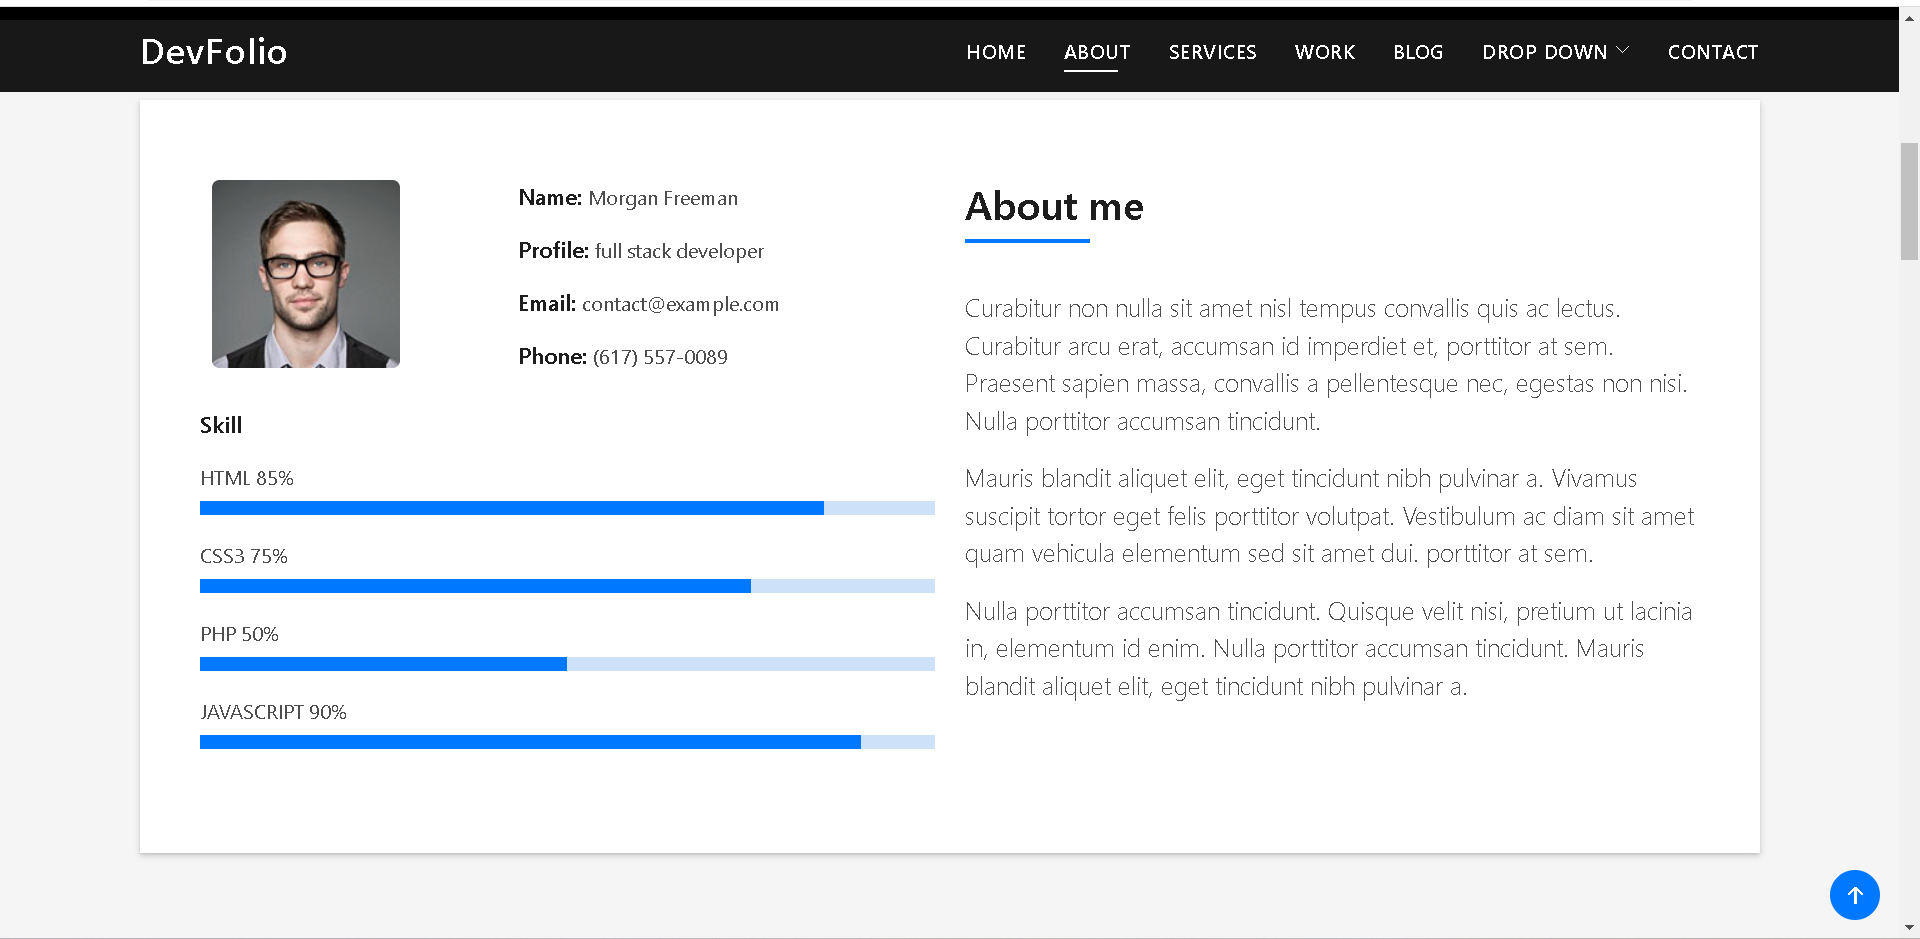 DevFolio
HOME ABOUT SERVICES WORK BLOG DROP DOWN CONTACT
Name: Morgan Freeman
Profile: full stack developer
Email: contact@example.com
Phone: (617) 557-0089
Skill
HTML 85%
CSS3 75%
PHP 50%
JAVASCRIPT 90%
About me
Curabitur non nulla sit amet nisl tempus convallis quis ac lectus.
Curabitur arcu erat, accumsan id imperdiet et, porttitor at sem.
Praesent sapien massa, convallis a pellentesque nec, egestas non nisi.
Nulla porttitor accumsan tincidunt.
Mauris blandit aliquet elit, eget tincidunt nibh pulvinar a. Vivamus
suscipit tortor eget felis porttitor volutpat. Vestibulum ac diam sit amet
quam vehicula elementum sed sit amet dui. porttitor at sem.
Nulla porttitor accumsan tincidunt. Quisque velit nisi, pretium ut lacinia
in, elementum id enim. Nulla porttitor accumsan tincidunt. Mauris
blandit aliquet elit, eget tincidunt nibh pulvinar a.